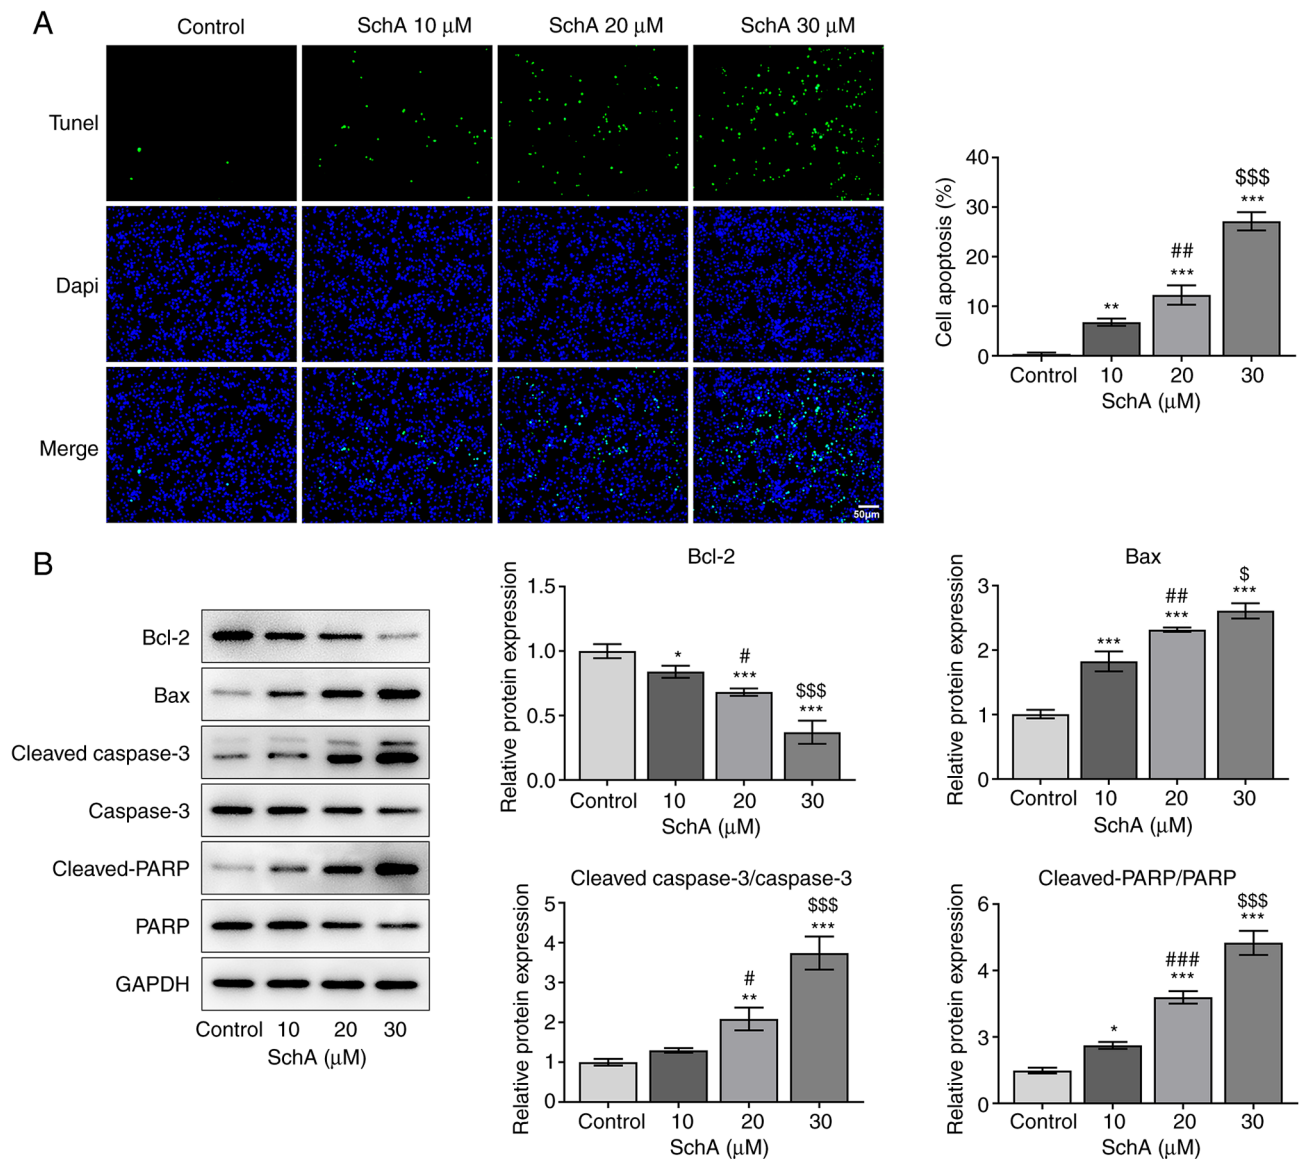 A
Control
SchA 10 μM
SchA 20 μM
SchA 30 μM
Tunel
Dapi
Merge
50μm
Cell apoptosis (%)
40
30
20
10
0
**
##
***
$$$
***
Control
10
20
30
SchA (μM)
B
Bcl-2
Bax
Cleaved caspase-3
Caspase-3
Cleaved-PARP
PARP
GAPDH
Control
10
20
30
SchA (μM)
Bcl-2
Relative protein expression
1.5
1.0
0.5
0.0
*
#
***
$$$
***
Control
10
20
30
SchA (μM)
Bax
Relative protein expression
3
2
1
0
***
##
***
$
***
Control
10
20
30
SchA (μM)
Cleaved caspase-3/caspase-3
Relative protein expression
5
4
3
2
1
0
#
**
$$$
***
Control
10
20
30
SchA (μM)
Cleaved-PARP/PARP
Relative protein expression
6
4
3
0
*
###
***
$$$
***
Control
10
20
30
SchA (μM)